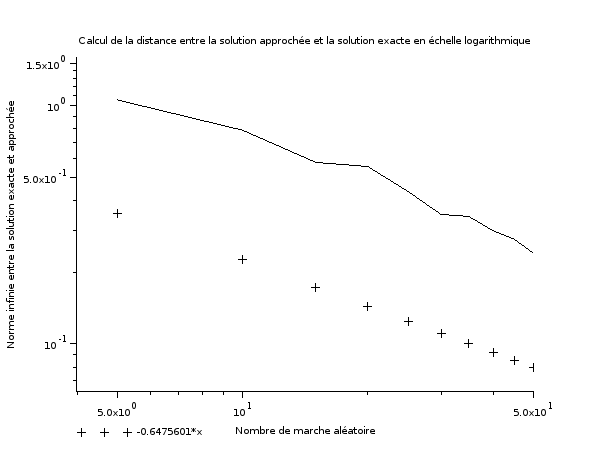 Calcul de la distance entre la solution approchée et la solution exacte en échelle logarithmique
Norme infinie entre la solution exacte et approchée
1.5x10^0
10^0
5.0x10^-1
10^-1
5.0x10^0
10^1
5.0x10^1
Nombre de marche aléatoire
-0.6475601*x